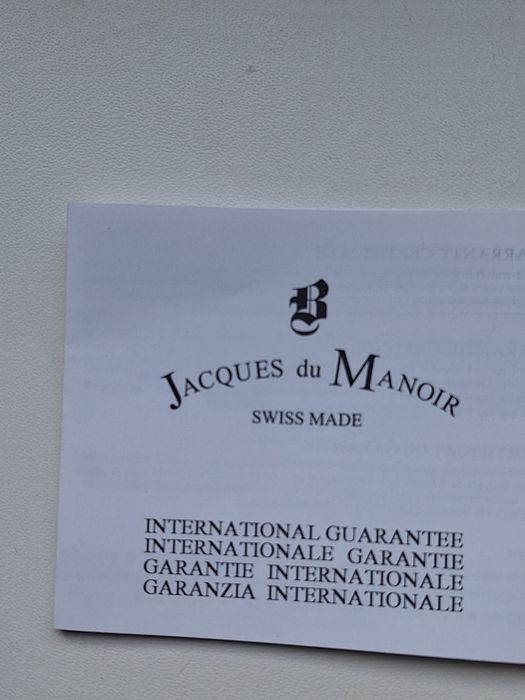 B
JACQUES du MANOIR
SWISS MADE
INTERNATIONAL GUARANTEE
INTERNATIONALE GARANTIE
GARANTIE INTERNATIONALE
GARANZIA INTERNATIONALE